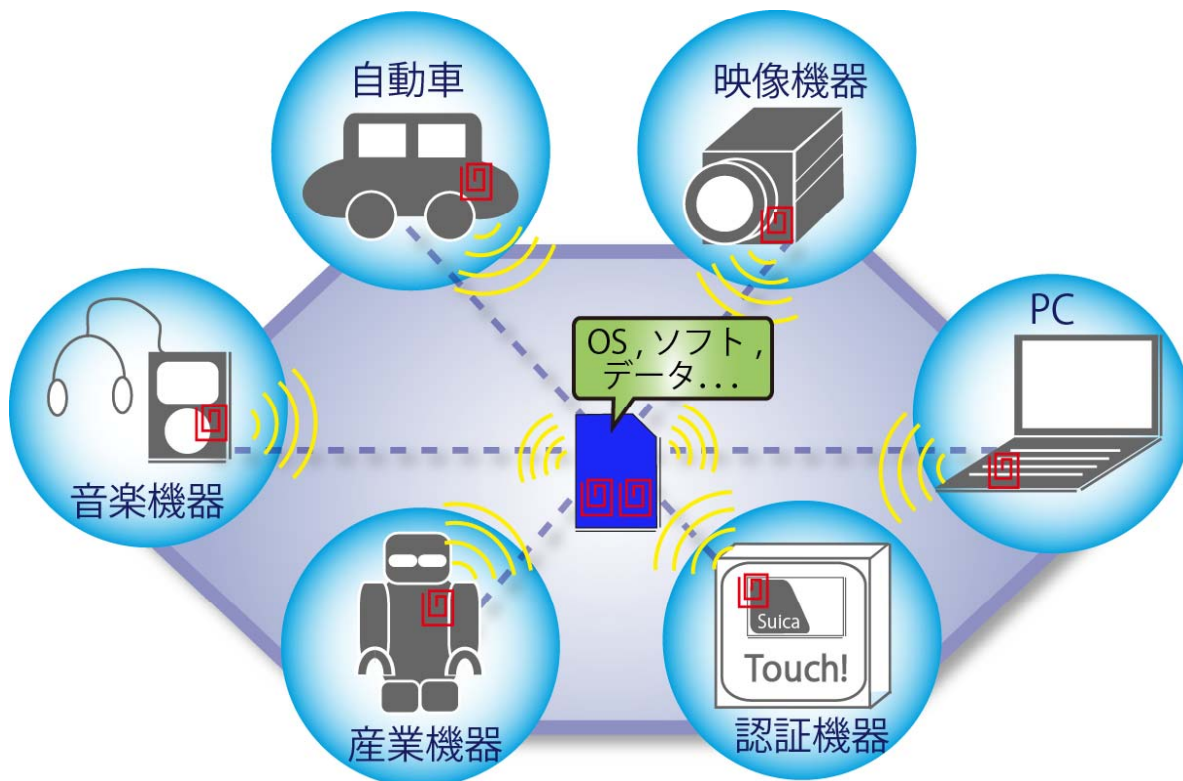 自動車
映像機器
PC
OS , ソフト ,
データ...
音楽機器
産業機器
Suica
Touch!
認証機器